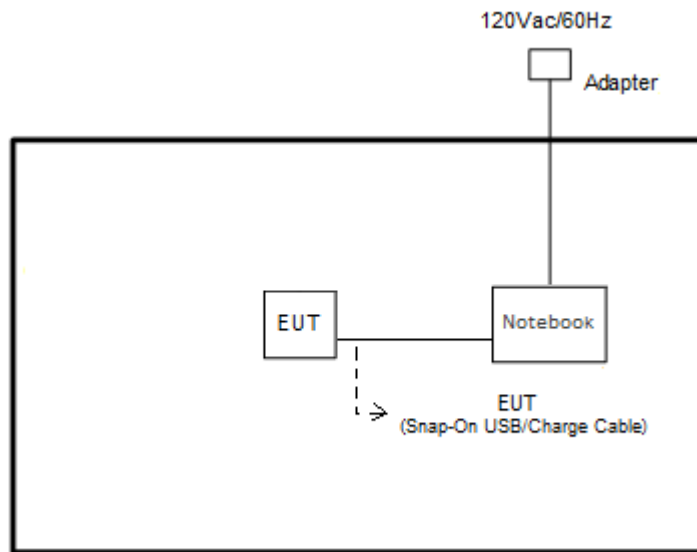 120Vac/60Hz
Adapter
EUT
Notebook
EUT
(Snap-On USB/Charge Cable)